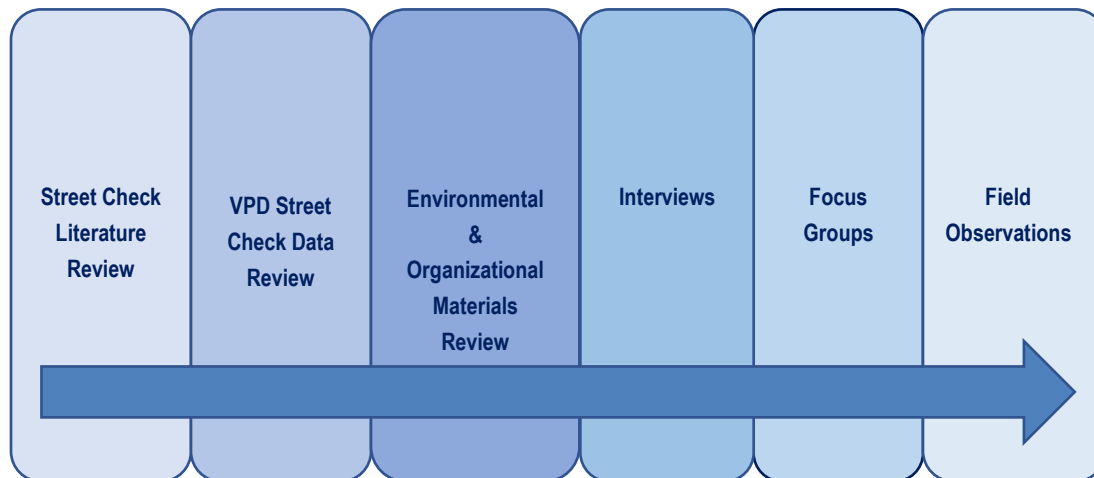 Street Check
Literature
Review
VPD Street
Check Data
Review
Environmental
&
Organizational
Materials
Review
Interviews
Focus
Groups
Field
Observations